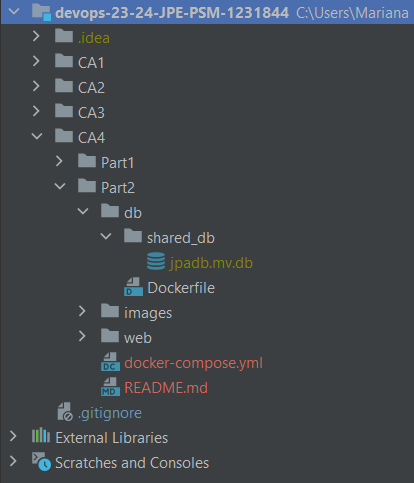 devops-23-24-JPE-PSM-1231844 C:\Users\Mariana
.idea
CA1
CA2
CA3
CA4
Part1
Part2
db
shared_db
jpadb.mv.db
D Dockerfile
images
web
DC docker-compose.yml
MD README.md
.gitignore
External Libraries
Scratches and Consoles